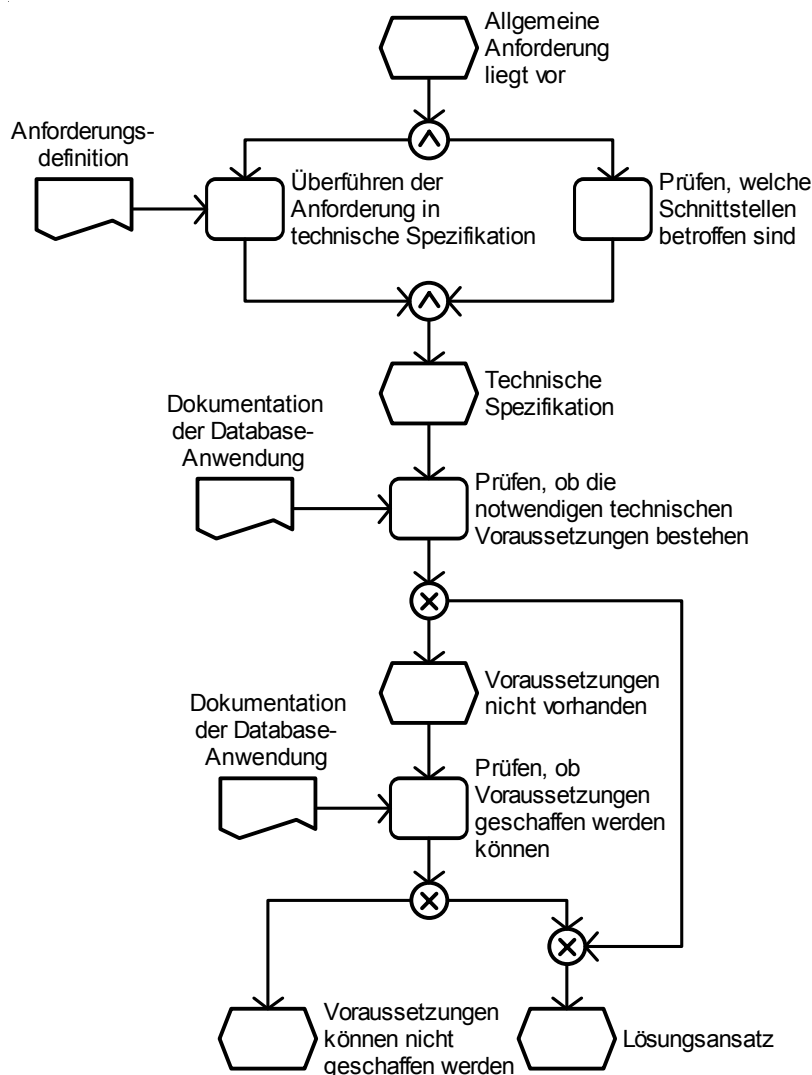 Allgemeine
Anforderung
liegt vor
Anforderungs-
definition
Überführen der
Anforderung in
technische Spezifikation
Prüfen, welche
Schnittstellen
betroffen sind
Technische
Spezifikation
Dokumentation
der Database-
Anwendung
Prüfen, ob die
notwendigen technischen
Voraussetzungen bestehen
Voraussetzungen
nicht vorhanden
Dokumentation
der Database-
Anwendung
Prüfen, ob
Voraussetzungen
geschaffen werden
können
Voraussetzungen
können nicht
geschaffen werden
Lösungsansatz